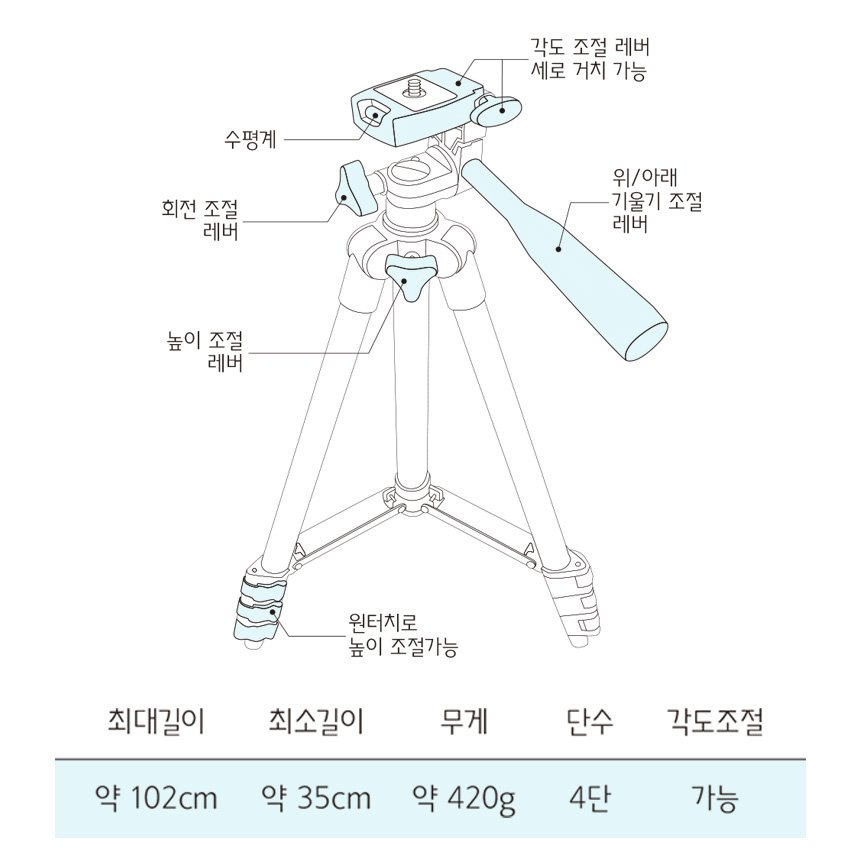 각도 조절 레버
세로 거치 가능
수평계
위/아래
기울기 조절
레버
회전 조절
레버
높이 조절
레버
원터치로
높이 조절가능
최대길이 최소길이 무게 단수 각도조절
약 102cm 약 35cm 약 420g 4단 가능